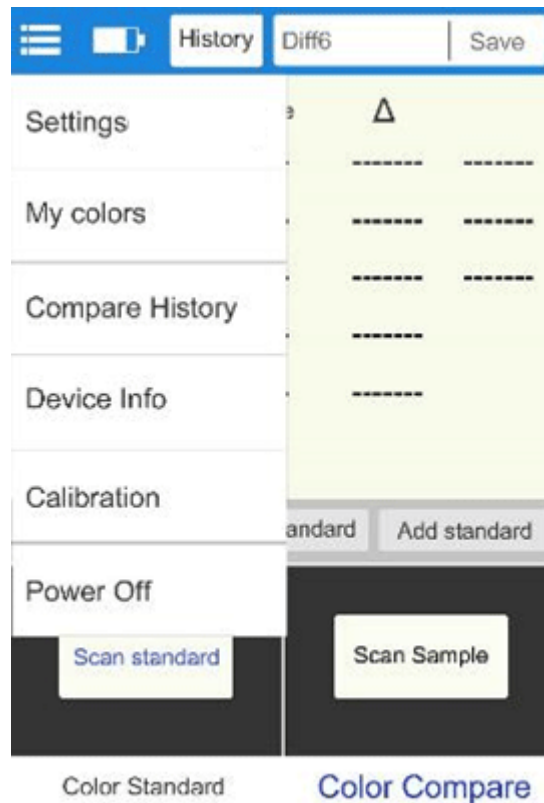 History
Diff6
Save
Settings
Δ
-------
-------
My colors
-------
-------
Compare History
-------
-------
Device Info
-------
Calibration
andard
Add standard
Power Off
Scan standard
Scan Sample
Color Standard
Color Compare